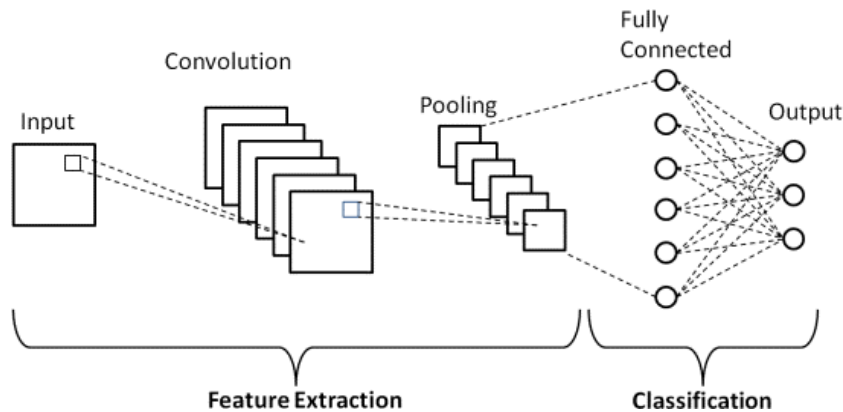 Input
Convolution
Pooling
Fully
Connected
Output
Feature Extraction
Classification